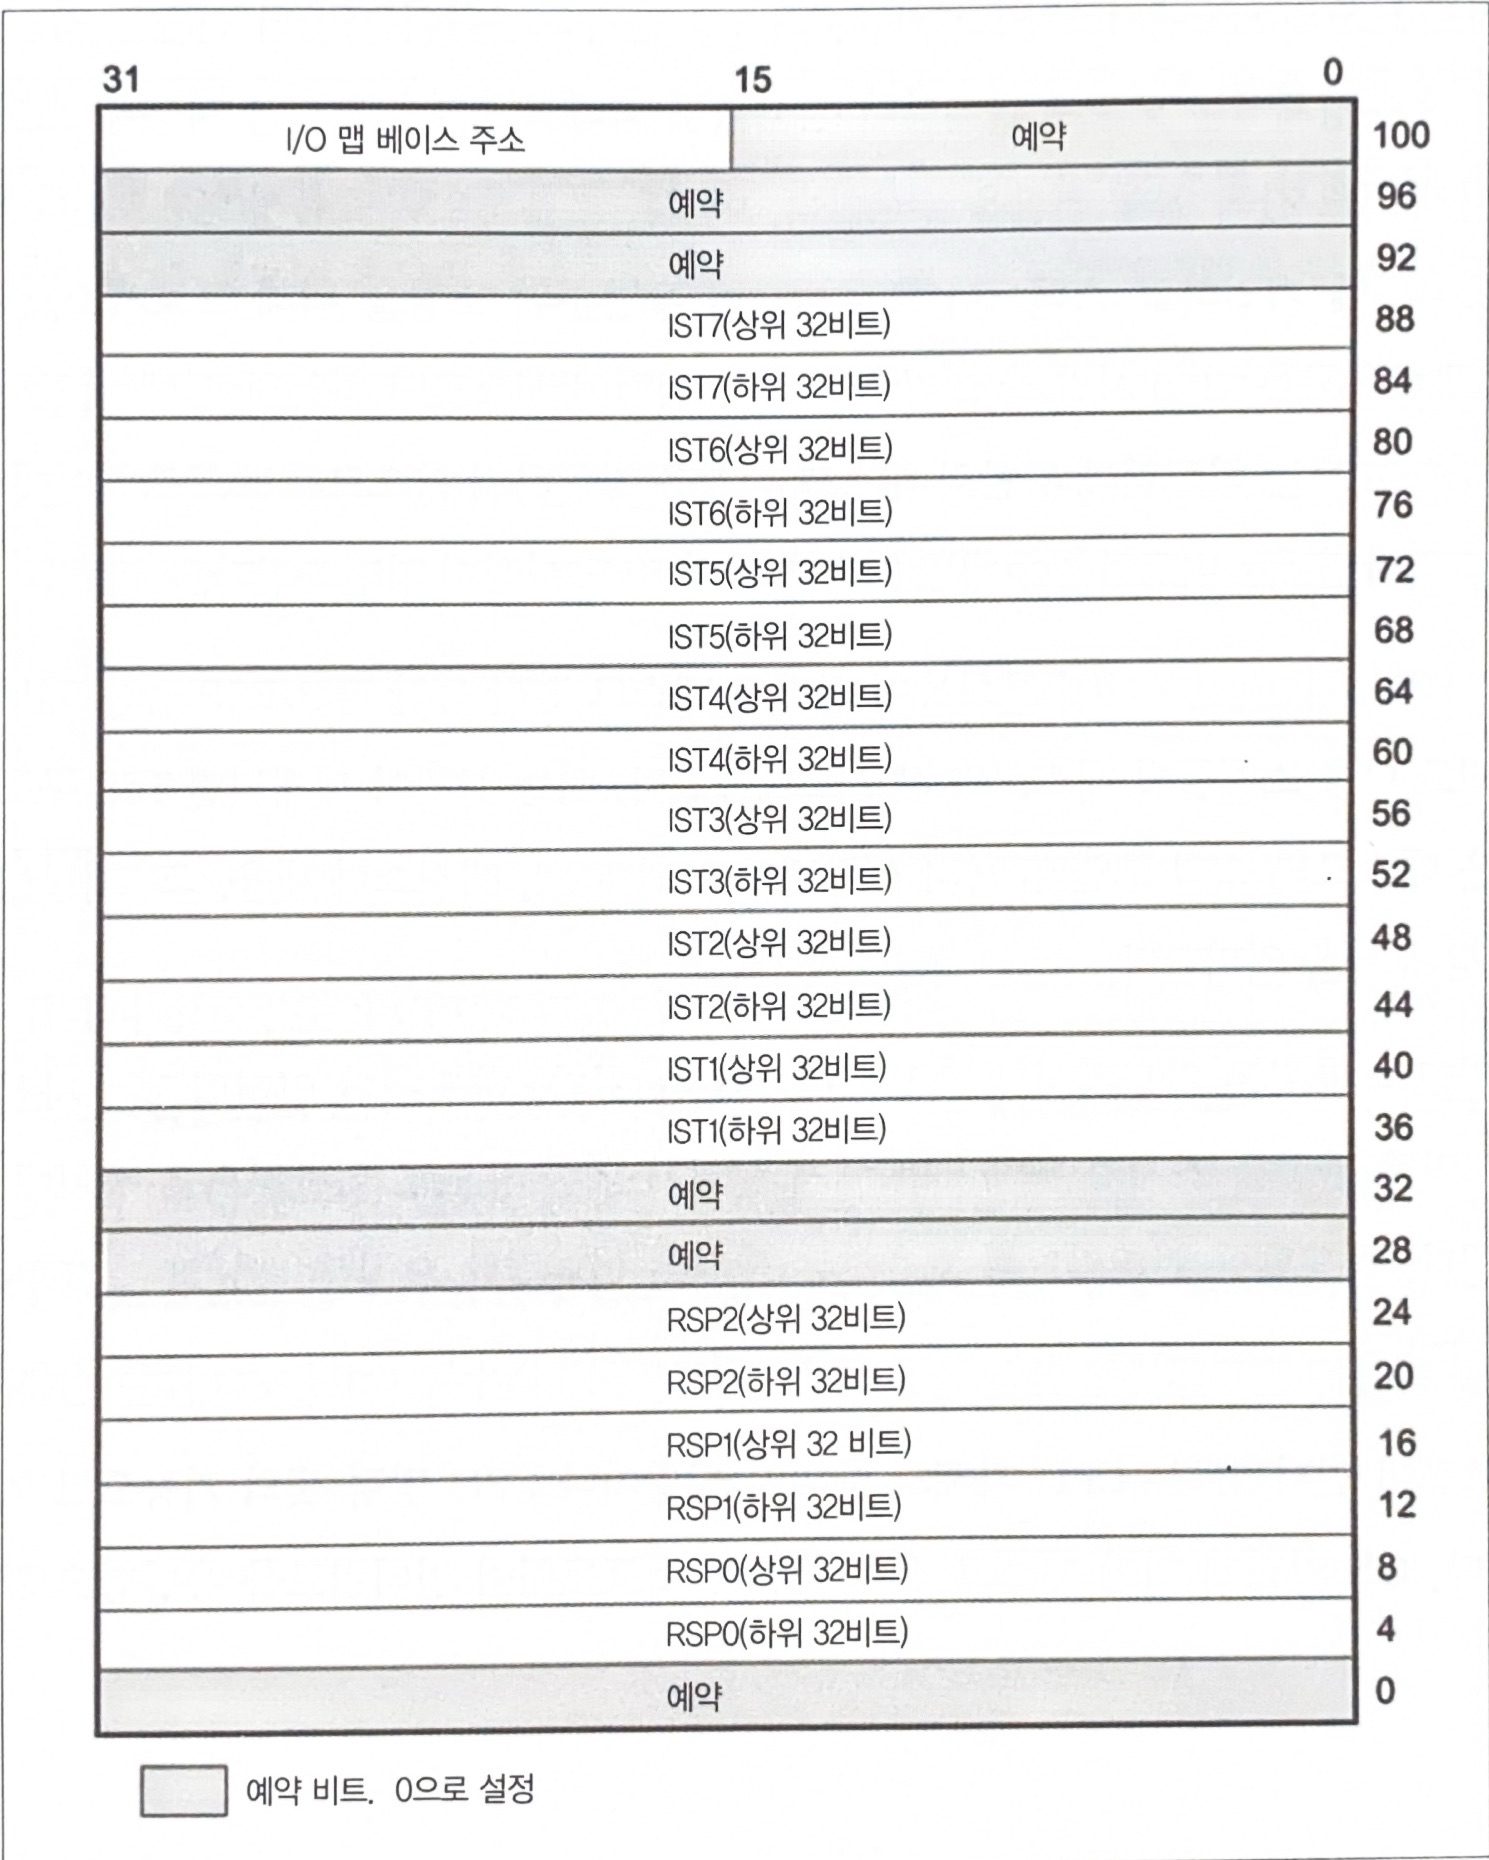 31 15 0
I/O 맵 베이스 주소 예약 100
예약 96
예약 92
IST7(상위 32비트) 88
IST7(하위 32비트) 84
IST6(상위 32비트) 80
IST6(하위 32비트) 76
IST5(상위 32비트) 72
IST5(하위 32비트) 68
IST4(상위 32비트) 64
IST4(하위 32비트) 60
IST3(상위 32비트) 56
IST3(하위 32비트) 52
IST2(상위 32비트) 48
IST2(하위 32비트) 44
IST1(상위 32비트) 40
IST1(하위 32비트) 36
예약 32
예약 28
RSP2(상위 32비트) 24
RSP2(하위 32비트) 20
RSP1(상위 32 비트) 16
RSP1(하위 32비트) 12
RSP0(상위 32비트) 8
RSP0(하위 32비트) 4
예약 0
예약 비트. 0으로 설정